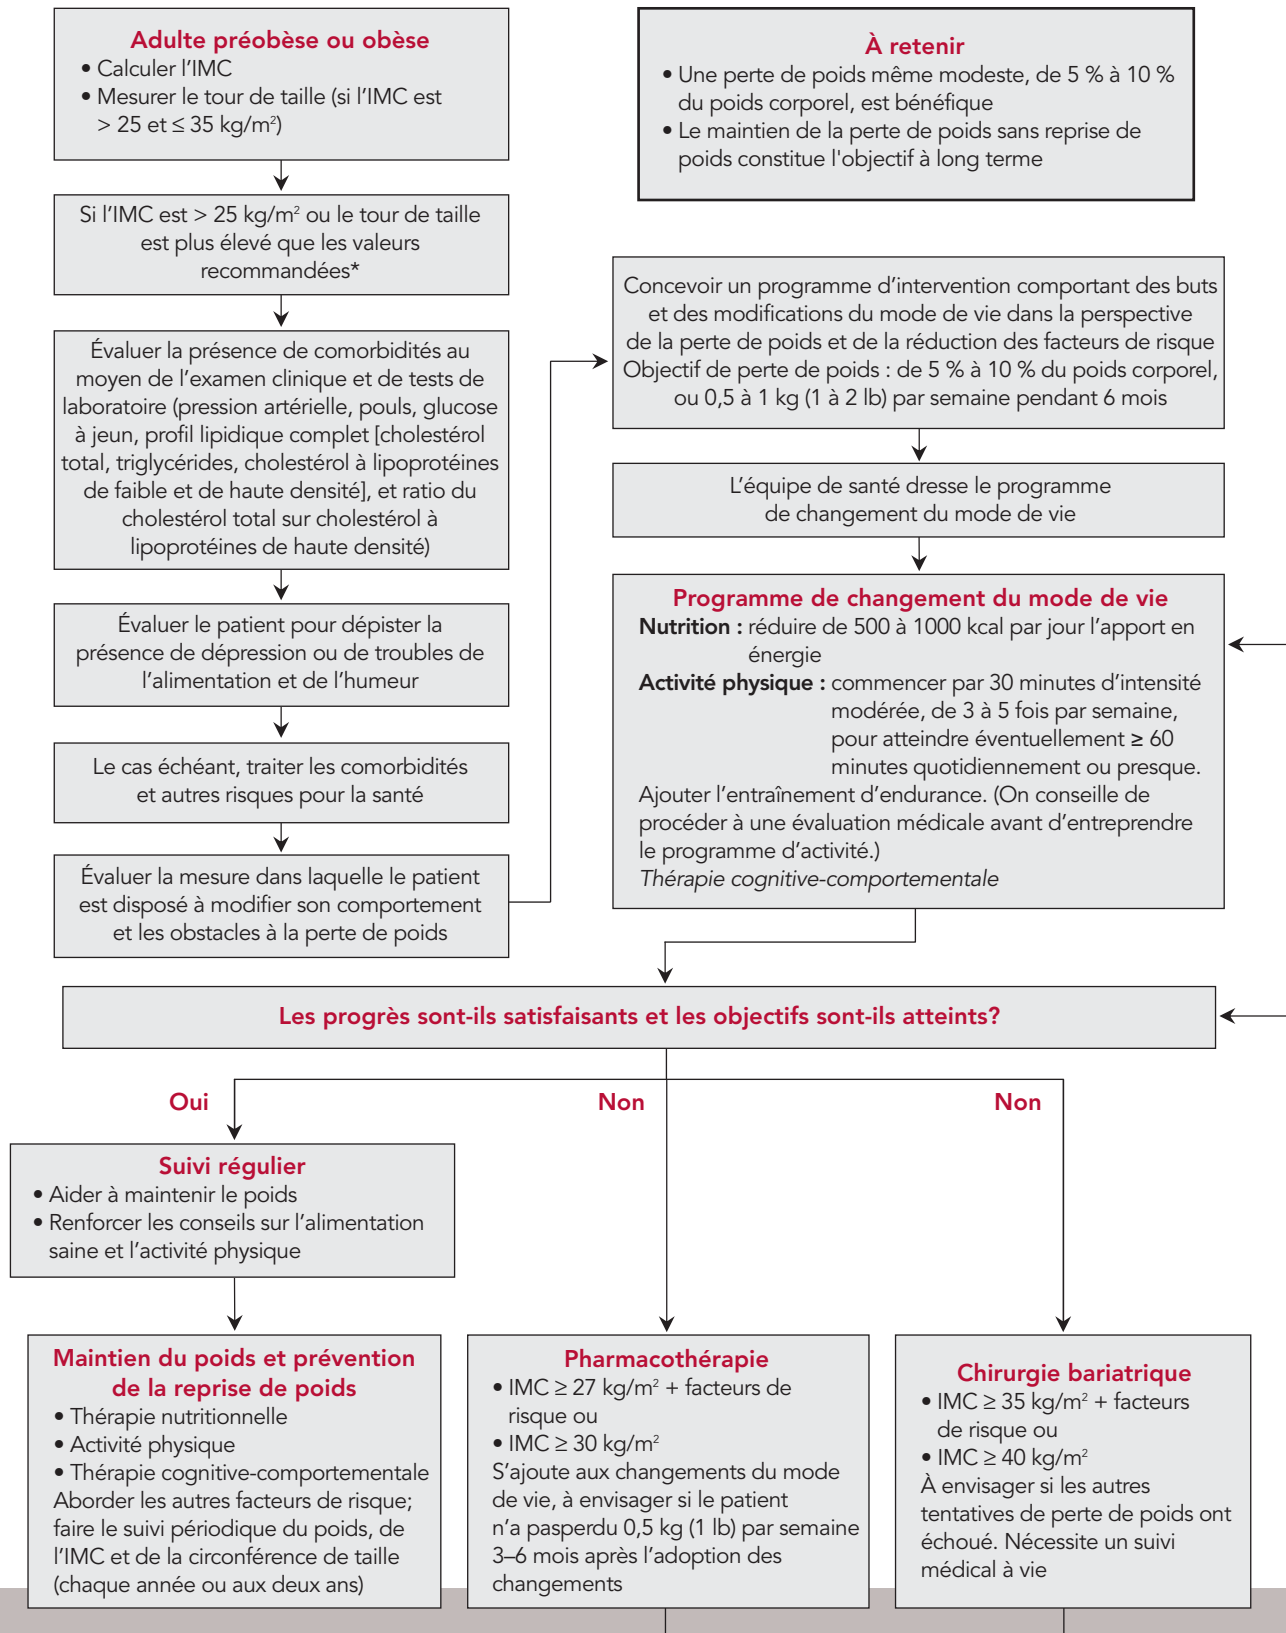 Adulte préobèse ou obèse
• Calculer l’IMC
• Mesurer le tour de taille (si l’IMC est
> 25 et ≤ 35 kg/m²)
Si l’IMC est > 25 kg/m² ou le tour de taille
est plus élevé que les valeurs
recommandées*
Évaluer la présence de comorbidités au
moyen de l’examen clinique et de tests de
laboratoire (pression artérielle, pouls, glucose
à jeun, profil lipidique complet [cholestérol
total, triglycérides, cholestérol à lipoprotéines
de faible et de haute densité], et ratio du
cholestérol total sur cholestérol à
lipoprotéines de haute densité)
Évaluer le patient pour dépister la
présence de dépression ou de troubles de
l’alimentation et de l’humeur
Le cas échéant, traiter les comorbidités
et autres risques pour la santé
Évaluer la mesure dans laquelle le patient
est disposé à modifier son comportement
et les obstacles à la perte de poids
À retenir
• Une perte de poids même modeste, de 5 % à 10 %
du poids corporel, est bénéfique
• Le maintien de la perte de poids sans reprise de
poids constitue l'objectif à long terme
Concevoir un programme d’intervention comportant des buts
et des modifications du mode de vie dans la perspective
de la perte de poids et de la réduction des facteurs de risque
Objectif de perte de poids : de 5 % à 10 % du poids corporel,
ou 0,5 à 1 kg (1 à 2 lb) par semaine pendant 6 mois
L’équipe de santé dresse le programme
de changement du mode de vie
Programme de changement du mode de vie
Nutrition : réduire de 500 à 1000 kcal par jour l’apport en
énergie
Activité physique : commencer par 30 minutes d’intensité
modérée, de 3 à 5 fois par semaine,
pour atteindre éventuellement ≥ 60
minutes quotidiennement ou presque.
Ajouter l’entraînement d’endurance. (On conseille de
procéder à une évaluation médicale avant d’entreprendre
le programme d’activité.)
Thérapie cognitive-comportementale
Les progrès sont-ils satisfaisants et les objectifs sont-ils atteints?
Oui
Non
Non
Suivi régulier
• Aider à maintenir le poids
• Renforcer les conseils sur l’alimentation
saine et l’activité physique
Maintien du poids et prévention
de la reprise de poids
• Thérapie nutritionnelle
• Activité physique
• Thérapie cognitive-comportementale
Aborder les autres facteurs de risque;
faire le suivi périodique du poids, de
l’IMC et de la circonférence de taille
(chaque année ou aux deux ans)
Pharmacothérapie
• IMC ≥ 27 kg/m² + facteurs de
risque ou
• IMC ≥ 30 kg/m²
S’ajoute aux changements du mode
de vie, à envisager si le patient
n’a pasperdu 0,5 kg (1 lb) par semaine
3–6 mois après l’adoption des
changements
Chirurgie bariatrique
• IMC ≥ 35 kg/m² + facteurs
de risque ou
• IMC ≥ 40 kg/m²
À envisager si les autres
tentatives de perte de poids ont
échoué. Nécessite un suivi
médical à vie